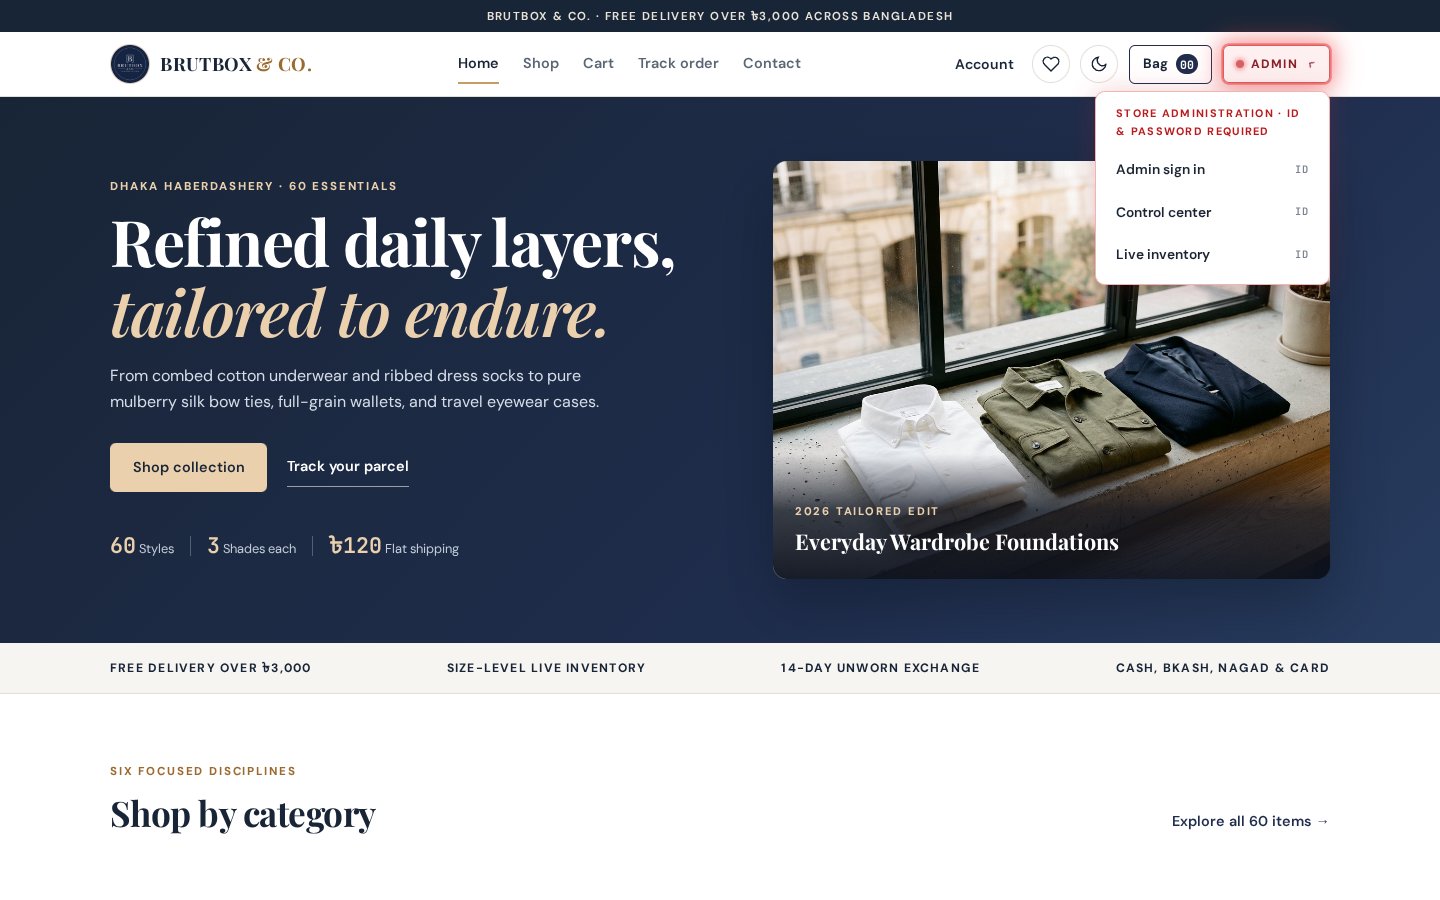 BRUTBOX & CO. · FREE DELIVERY OVER ৳3,000 ACROSS BANGLADESH
BRUTBOX & CO.
Home
Shop
Cart
Track order
Contact
Account
Bag 00
ADMIN
STORE ADMINISTRATION · ID
& PASSWORD REQUIRED
Admin sign in ID
Control center ID
Live inventory ID
DHAKA HABERDASHERY · 60 ESSENTIALS
Refined daily layers,
tailored to endure.
From combed cotton underwear and ribbed dress socks to pure
mulberry silk bow ties, full-grain wallets, and travel eyewear cases.
Shop collection
Track your parcel
60 Styles
3 Shades each
৳120 Flat shipping
2026 TAILORED EDIT
Everyday Wardrobe Foundations
FREE DELIVERY OVER ৳3,000
SIZE-LEVEL LIVE INVENTORY
14-DAY UNWORN EXCHANGE
CASH, BKASH, NAGAD & CARD
SIX FOCUSED DISCIPLINES
Shop by category
Explore all 60 items →